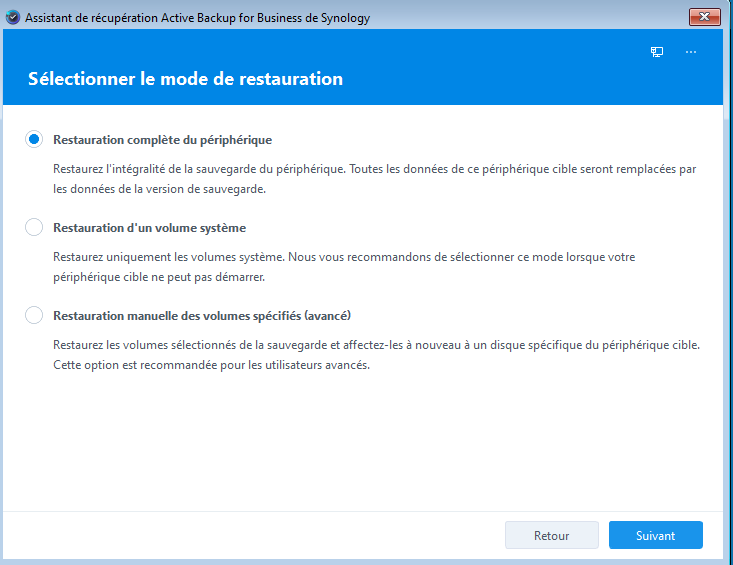 Assistant de récupération Active Backup for Business de Synology
Sélectionner le mode de restauration
Restauration complète du périphérique
Restaurez l'intégralité de la sauvegarde du périphérique. Toutes les données de ce périphérique cible seront remplacées par
les données de la version de sauvegarde.
Restauration d'un volume système
Restaurez uniquement les volumes système. Nous vous recommandons de sélectionner ce mode lorsque votre
périphérique cible ne peut pas démarrer.
Restauration manuelle des volumes spécifiés (avancé)
Restaurez les volumes sélectionnés de la sauvegarde et affectez-les à nouveau à un disque spécifique du périphérique cible.
Cette option est recommandée pour les utilisateurs avancés.
Retour
Suivant